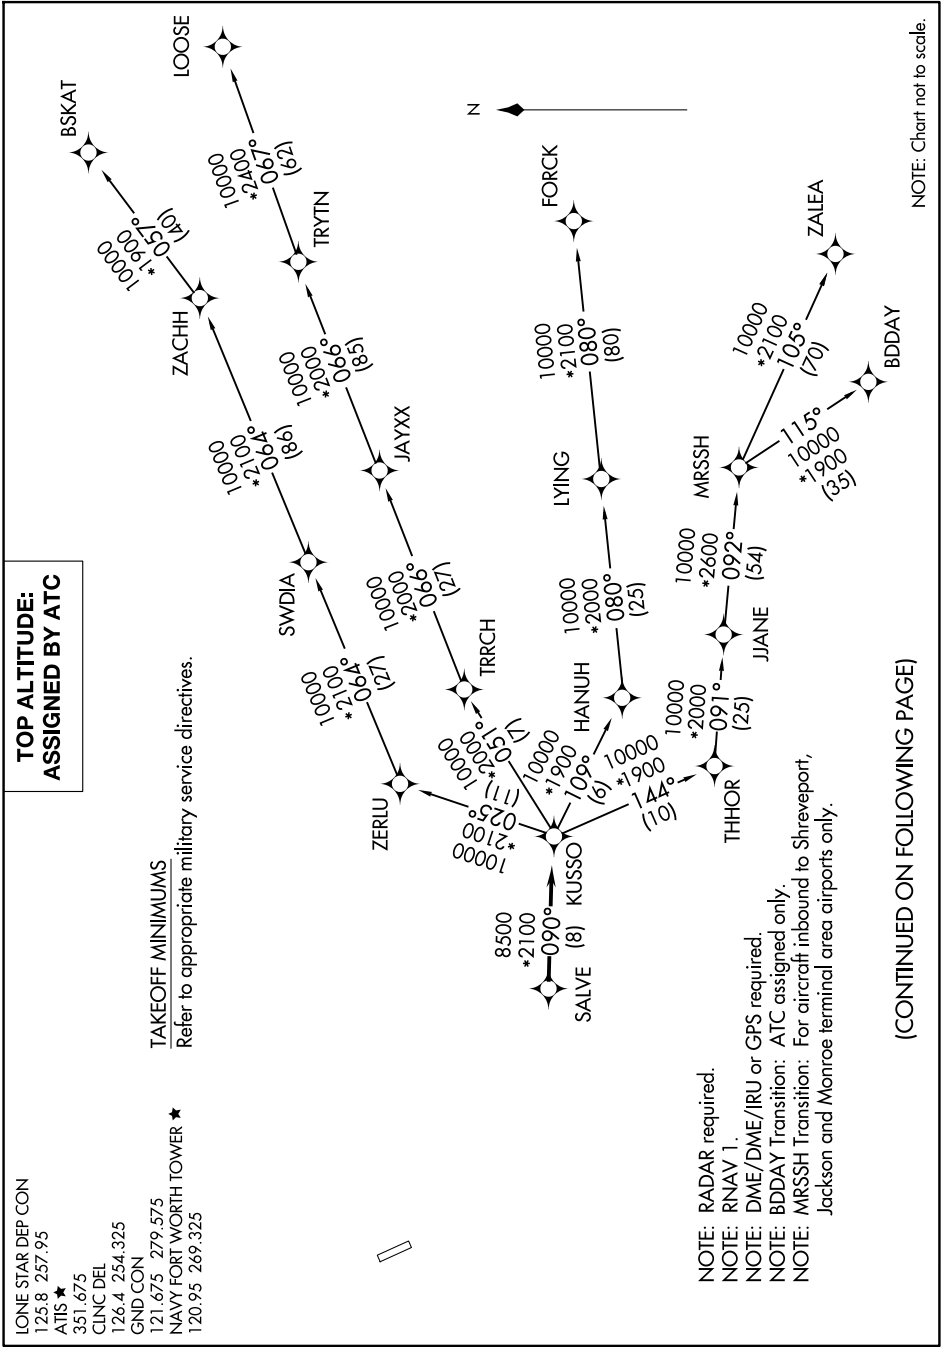 LONE STAR DEP CON
125.8 257.95
ATIS ★
351.675
CLNC DEL
126.4 254.325
GND CON
121.675 279.575
NAVY FORT WORTH TOWER ★
120.95 269.325
TOP ALTITUDE:
ASSIGNED BY ATC
TAKEOFF MINIMUMS
Refer to appropriate military service directives.
SALVE
8500
*2100
090°
(8)
KUSSO
10000
*2100
025°
(11)
ZERLU
10000
*2100
064°
(27)
SWDIA
10000
*2100
064°
(86)
ZACHH
10000
*1900
057°
(40)
BSKAT
10000
*2000
051°
(7)
TRRCH
10000
*2000
066°
(27)
JAYXX
10000
*2000
066°
(85)
TRYTN
10000
*2400
067°
(62)
LOOSE
10000
*1900
109°
(6)
HANUH
10000
*2000
080°
(25)
LYING
10000
*2100
080°
(80)
FORCK
10000
*1900
144°
(10)
THHOR
10000
*2000
091°
(25)
JJANE
10000
*2600
092°
(54)
MRSSH
10000
*2100
105°
(70)
ZALEA
115°
10000
*1900
(35)
BDDAY
N
NOTE: RADAR required.
NOTE: RNAV 1.
NOTE: DME/DME/IRU or GPS required.
NOTE: BDDAY Transition: ATC assigned only.
NOTE: MRSSH Transition: For aircraft inbound to Shreveport,
Jackson and Monroe terminal area airports only.
(CONTINUED ON FOLLOWING PAGE)
NOTE: Chart not to scale.